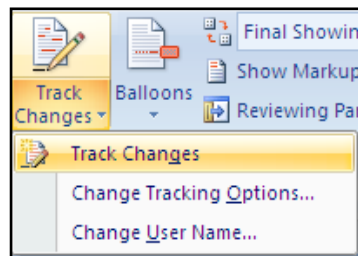 Track Changes
Balloons
Final Showin
Show Markup
Reviewing Pa
Track Changes
Change Tracking Options...
Change User Name...